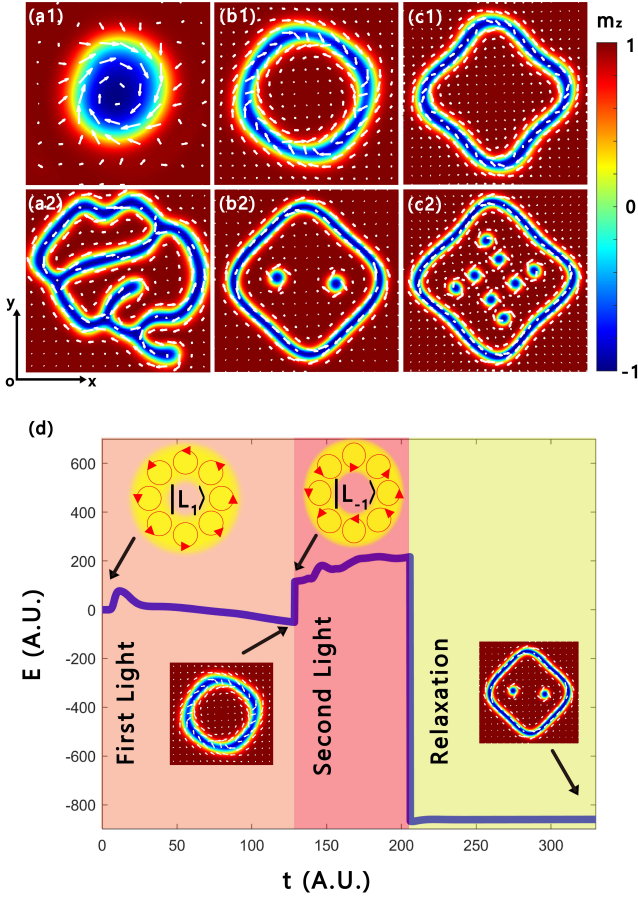 (a1)
(b1)
(c1)
m_z
1
0
-1
(a2)
(b2)
(c2)
y
o
x
(d)
E (A.U.)
600
400
200
0
-200
-400
-600
-800
|L₁⟩
|L₋₁⟩
First Light
Second Light
Relaxation
0
50
100
150
200
250
300
t (A.U.)